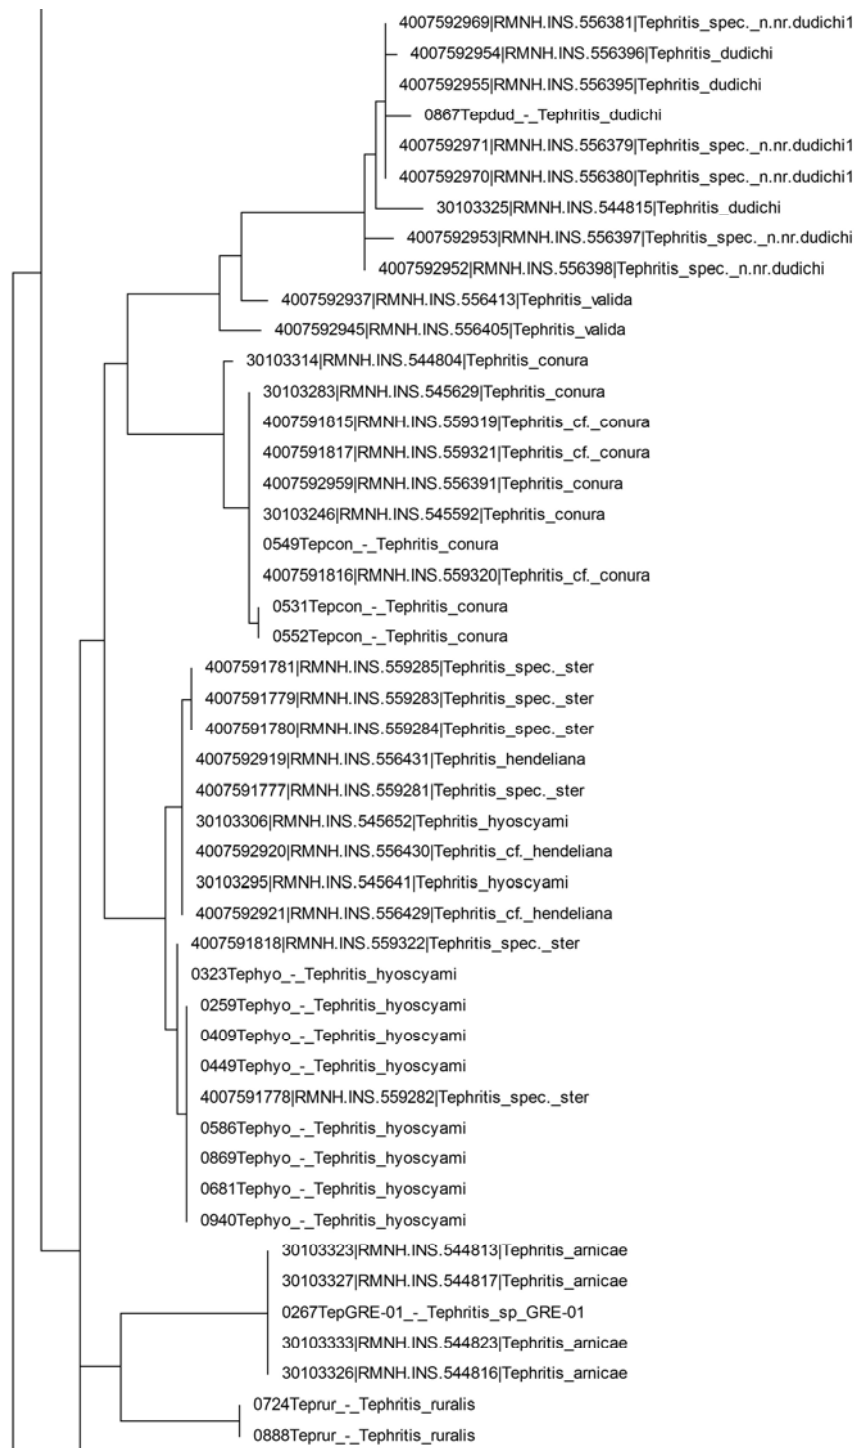 4007592969|RMNH.INS.556381|Tephritis_spec._n.nr.dudichi1
4007592954|RMNH.INS.556396|Tephritis_dudichi
4007592955|RMNH.INS.556395|Tephritis_dudichi
0867Tepdud_-_Tephritis_dudichi
4007592971|RMNH.INS.556379|Tephritis_spec._n.nr.dudichi1
4007592970|RMNH.INS.556380|Tephritis_spec._n.nr.dudichi1
30103325|RMNH.INS.544815|Tephritis_dudichi
4007592953|RMNH.INS.556397|Tephritis_spec._n.nr.dudichi
4007592952|RMNH.INS.556398|Tephritis_spec._n.nr.dudichi
4007592937|RMNH.INS.556413|Tephritis_valida
4007592945|RMNH.INS.556405|Tephritis_valida
30103314|RMNH.INS.544804|Tephritis_conura
30103283|RMNH.INS.545629|Tephritis_conura
4007591815|RMNH.INS.559319|Tephritis_cf._conura
4007591817|RMNH.INS.559321|Tephritis_cf._conura
4007592959|RMNH.INS.556391|Tephritis_conura
30103246|RMNH.INS.545592|Tephritis_conura
0549Tepcon_-_Tephritis_conura
4007591816|RMNH.INS.559320|Tephritis_cf._conura
0531Tepcon_-_Tephritis_conura
0552Tepcon_-_Tephritis_conura
4007591781|RMNH.INS.559285|Tephritis_spec._ster
4007591779|RMNH.INS.559283|Tephritis_spec._ster
4007591780|RMNH.INS.559284|Tephritis_spec._ster
4007592919|RMNH.INS.556431|Tephritis_hendeliana
4007591777|RMNH.INS.559281|Tephritis_spec._ster
30103306|RMNH.INS.545652|Tephritis_hyoscyami
4007592920|RMNH.INS.556430|Tephritis_cf._hendeliana
30103295|RMNH.INS.545641|Tephritis_hyoscyami
4007592921|RMNH.INS.556429|Tephritis_cf._hendeliana
4007591818|RMNH.INS.559322|Tephritis_spec._ster
0323Tephyo_-_Tephritis_hyoscyami
0259Tephyo_-_Tephritis_hyoscyami
0409Tephyo_-_Tephritis_hyoscyami
0449Tephyo_-_Tephritis_hyoscyami
4007591778|RMNH.INS.559282|Tephritis_spec._ster
0586Tephyo_-_Tephritis_hyoscyami
0869Tephyo_-_Tephritis_hyoscyami
0681Tephyo_-_Tephritis_hyoscyami
0940Tephyo_-_Tephritis_hyoscyami
30103323|RMNH.INS.544813|Tephritis_arnicae
30103327|RMNH.INS.544817|Tephritis_arnicae
0267TepGRE-01_-_Tephritis_sp_GRE-01
30103333|RMNH.INS.544823|Tephritis_arnicae
30103326|RMNH.INS.544816|Tephritis_arnicae
0724Teprur_-_Tephritis_ruralis
0888Teprur_-_Tephritis_ruralis